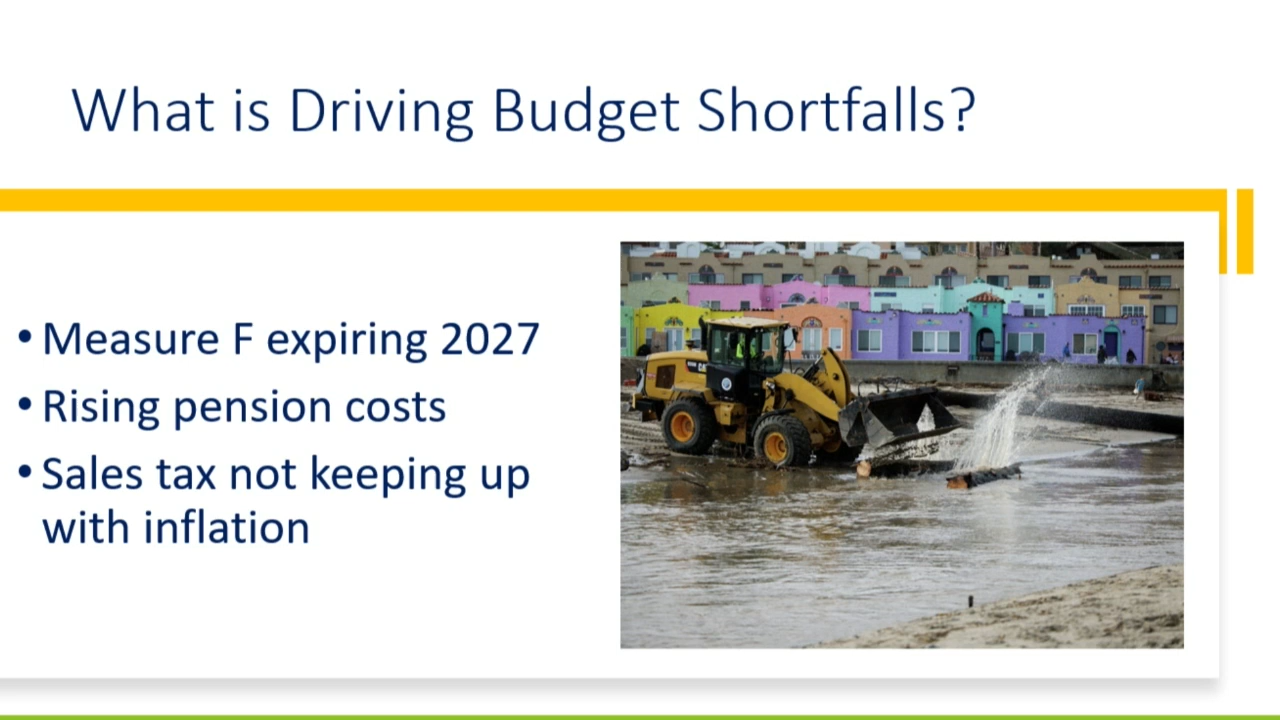 What is Driving Budget Shortfalls?
• Measure F expiring 2027
• Rising pension costs
• Sales tax not keeping up
with inflation